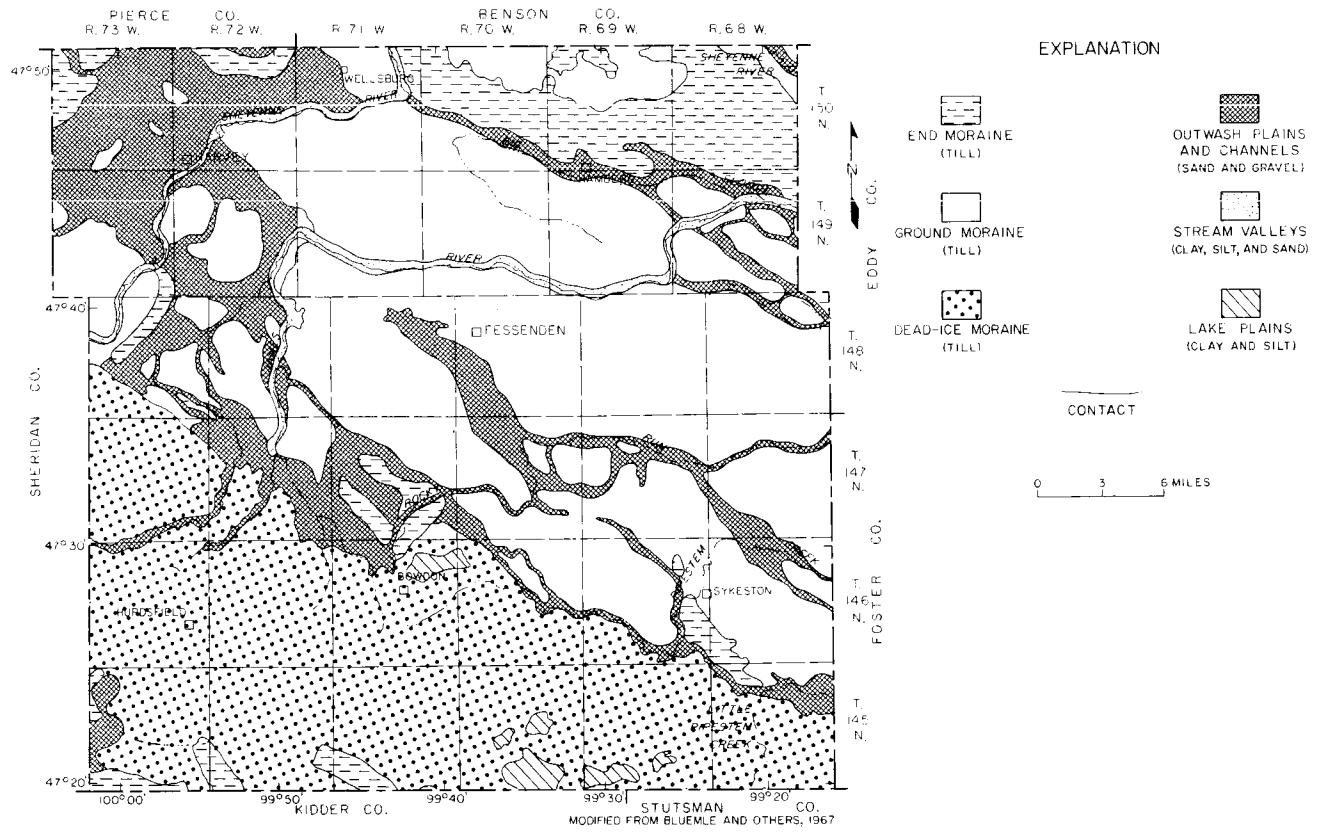 PIERCE CO. BENSON CO.
R. 73 W. R. 72 W. R. 71 W R. 70 W. R. 69 W. R. 68 W.
47°50'
WELLSBURG
SHEYENNE
RIVER
SHEYENNE
RIVER
HARVEY
HAMBERG
T.
150
N.
T.
149
N.
N
EDDY CO.
RIVER
47°40'
FESSENDEN
T.
148
N.
SHERIDAN CO.
RUN
T.
147
N.
47°30'
BOWDON
HURDSFIELD
SYKESTON
T.
146
N.
FOSTER CO.
LITTLE
PIPESTEM
CREEK
T.
145
N.
47°20'
100°00' 99°50' 99°40' 99°30' 99°20'
KIDDER CO. STUTSMAN CO.
MODIFIED FROM BLUEMLE AND OTHERS, 1967
EXPLANATION
END MORAINE
(TILL)
OUTWASH PLAINS
AND CHANNELS
(SAND AND GRAVEL)
GROUND MORAINE
(TILL)
STREAM VALLEYS
(CLAY, SILT, AND SAND)
DEAD-ICE MORAINE
(TILL)
LAKE PLAINS
(CLAY AND SILT)
CONTACT
0 3 6 MILES